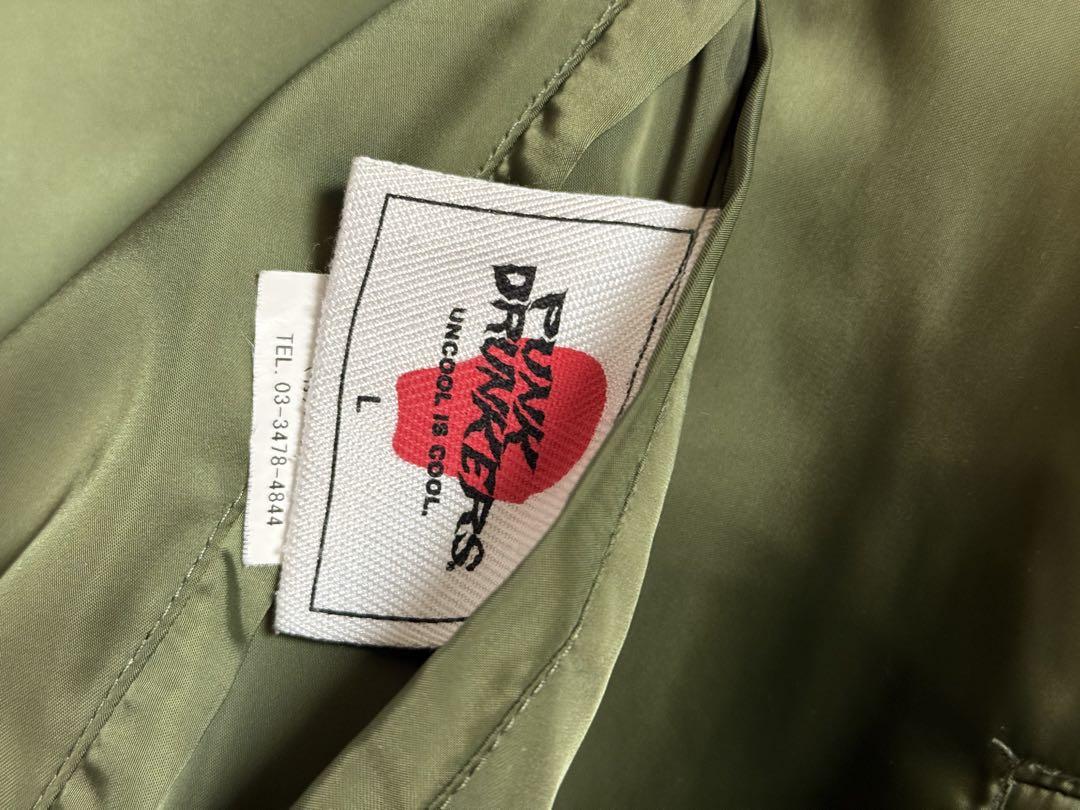 PUNK
DRUNKERS
UNCOOL IS COOL.
L
TEL. 03-3478-4844